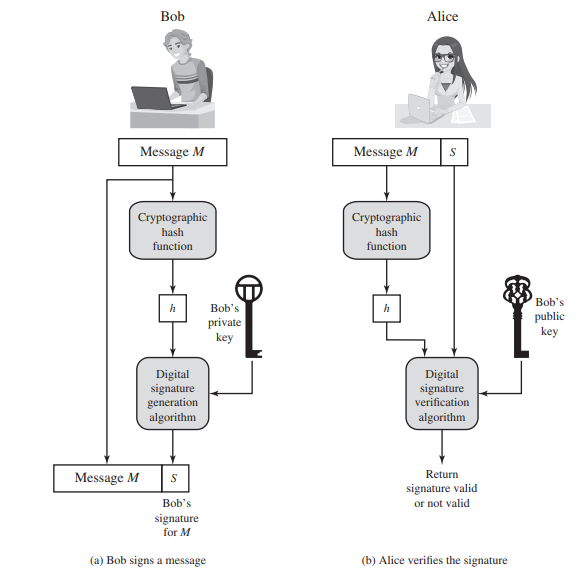 Bob
Message M
Cryptographic
hash
function
h
Bob's
private
key
Digital
signature
generation
algorithm
Message M
S
Bob's
signature
for M
(a) Bob signs a message
Alice
Message M
S
Cryptographic
hash
function
h
Bob's
public
key
Digital
signature
verification
algorithm
Return
signature valid
or not valid
(b) Alice verifies the signature